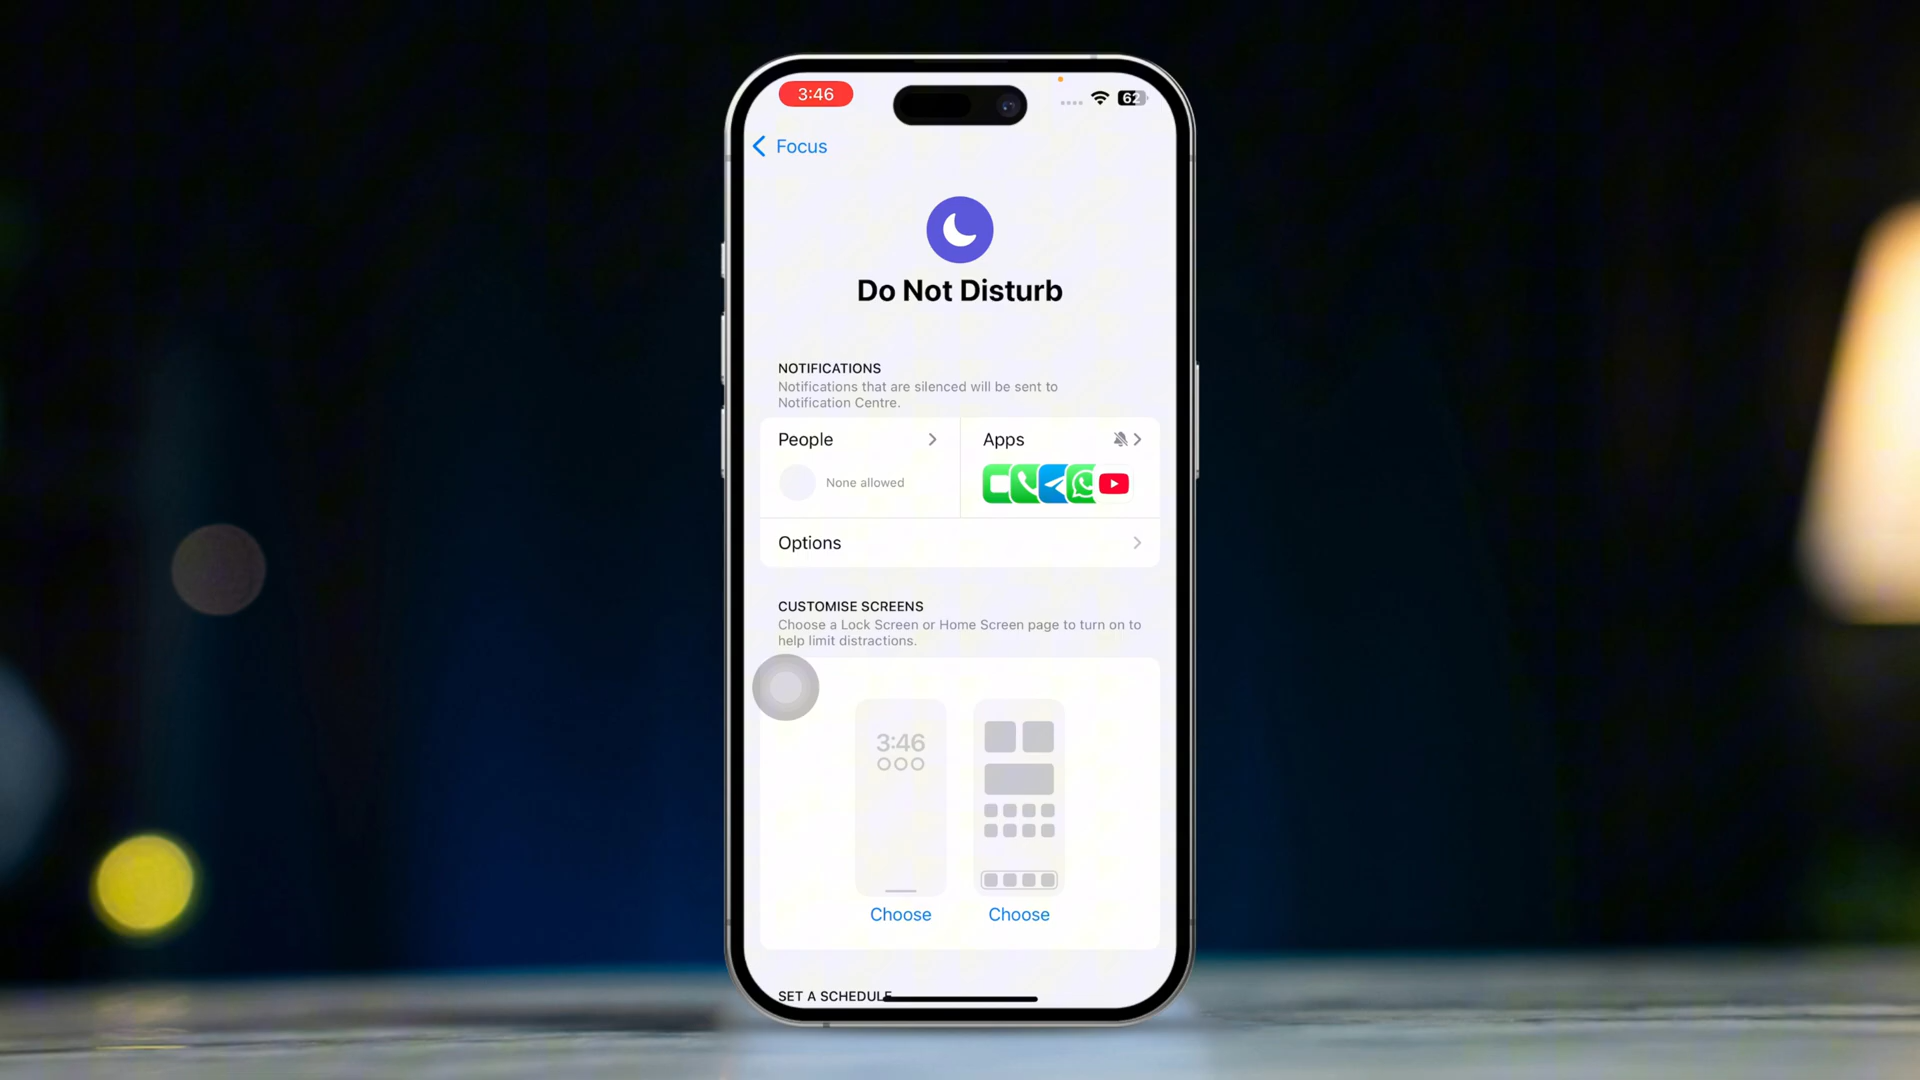 3:46
62
Focus
Do Not Disturb
NOTIFICATIONS
Notifications that are silenced will be sent to
Notification Centre.
People
Apps
None allowed
Options
CUSTOMISE SCREENS
Choose a Lock Screen or Home Screen page to turn on to
help limit distractions.
3:46
Choose
Choose
SET A SCHEDULE